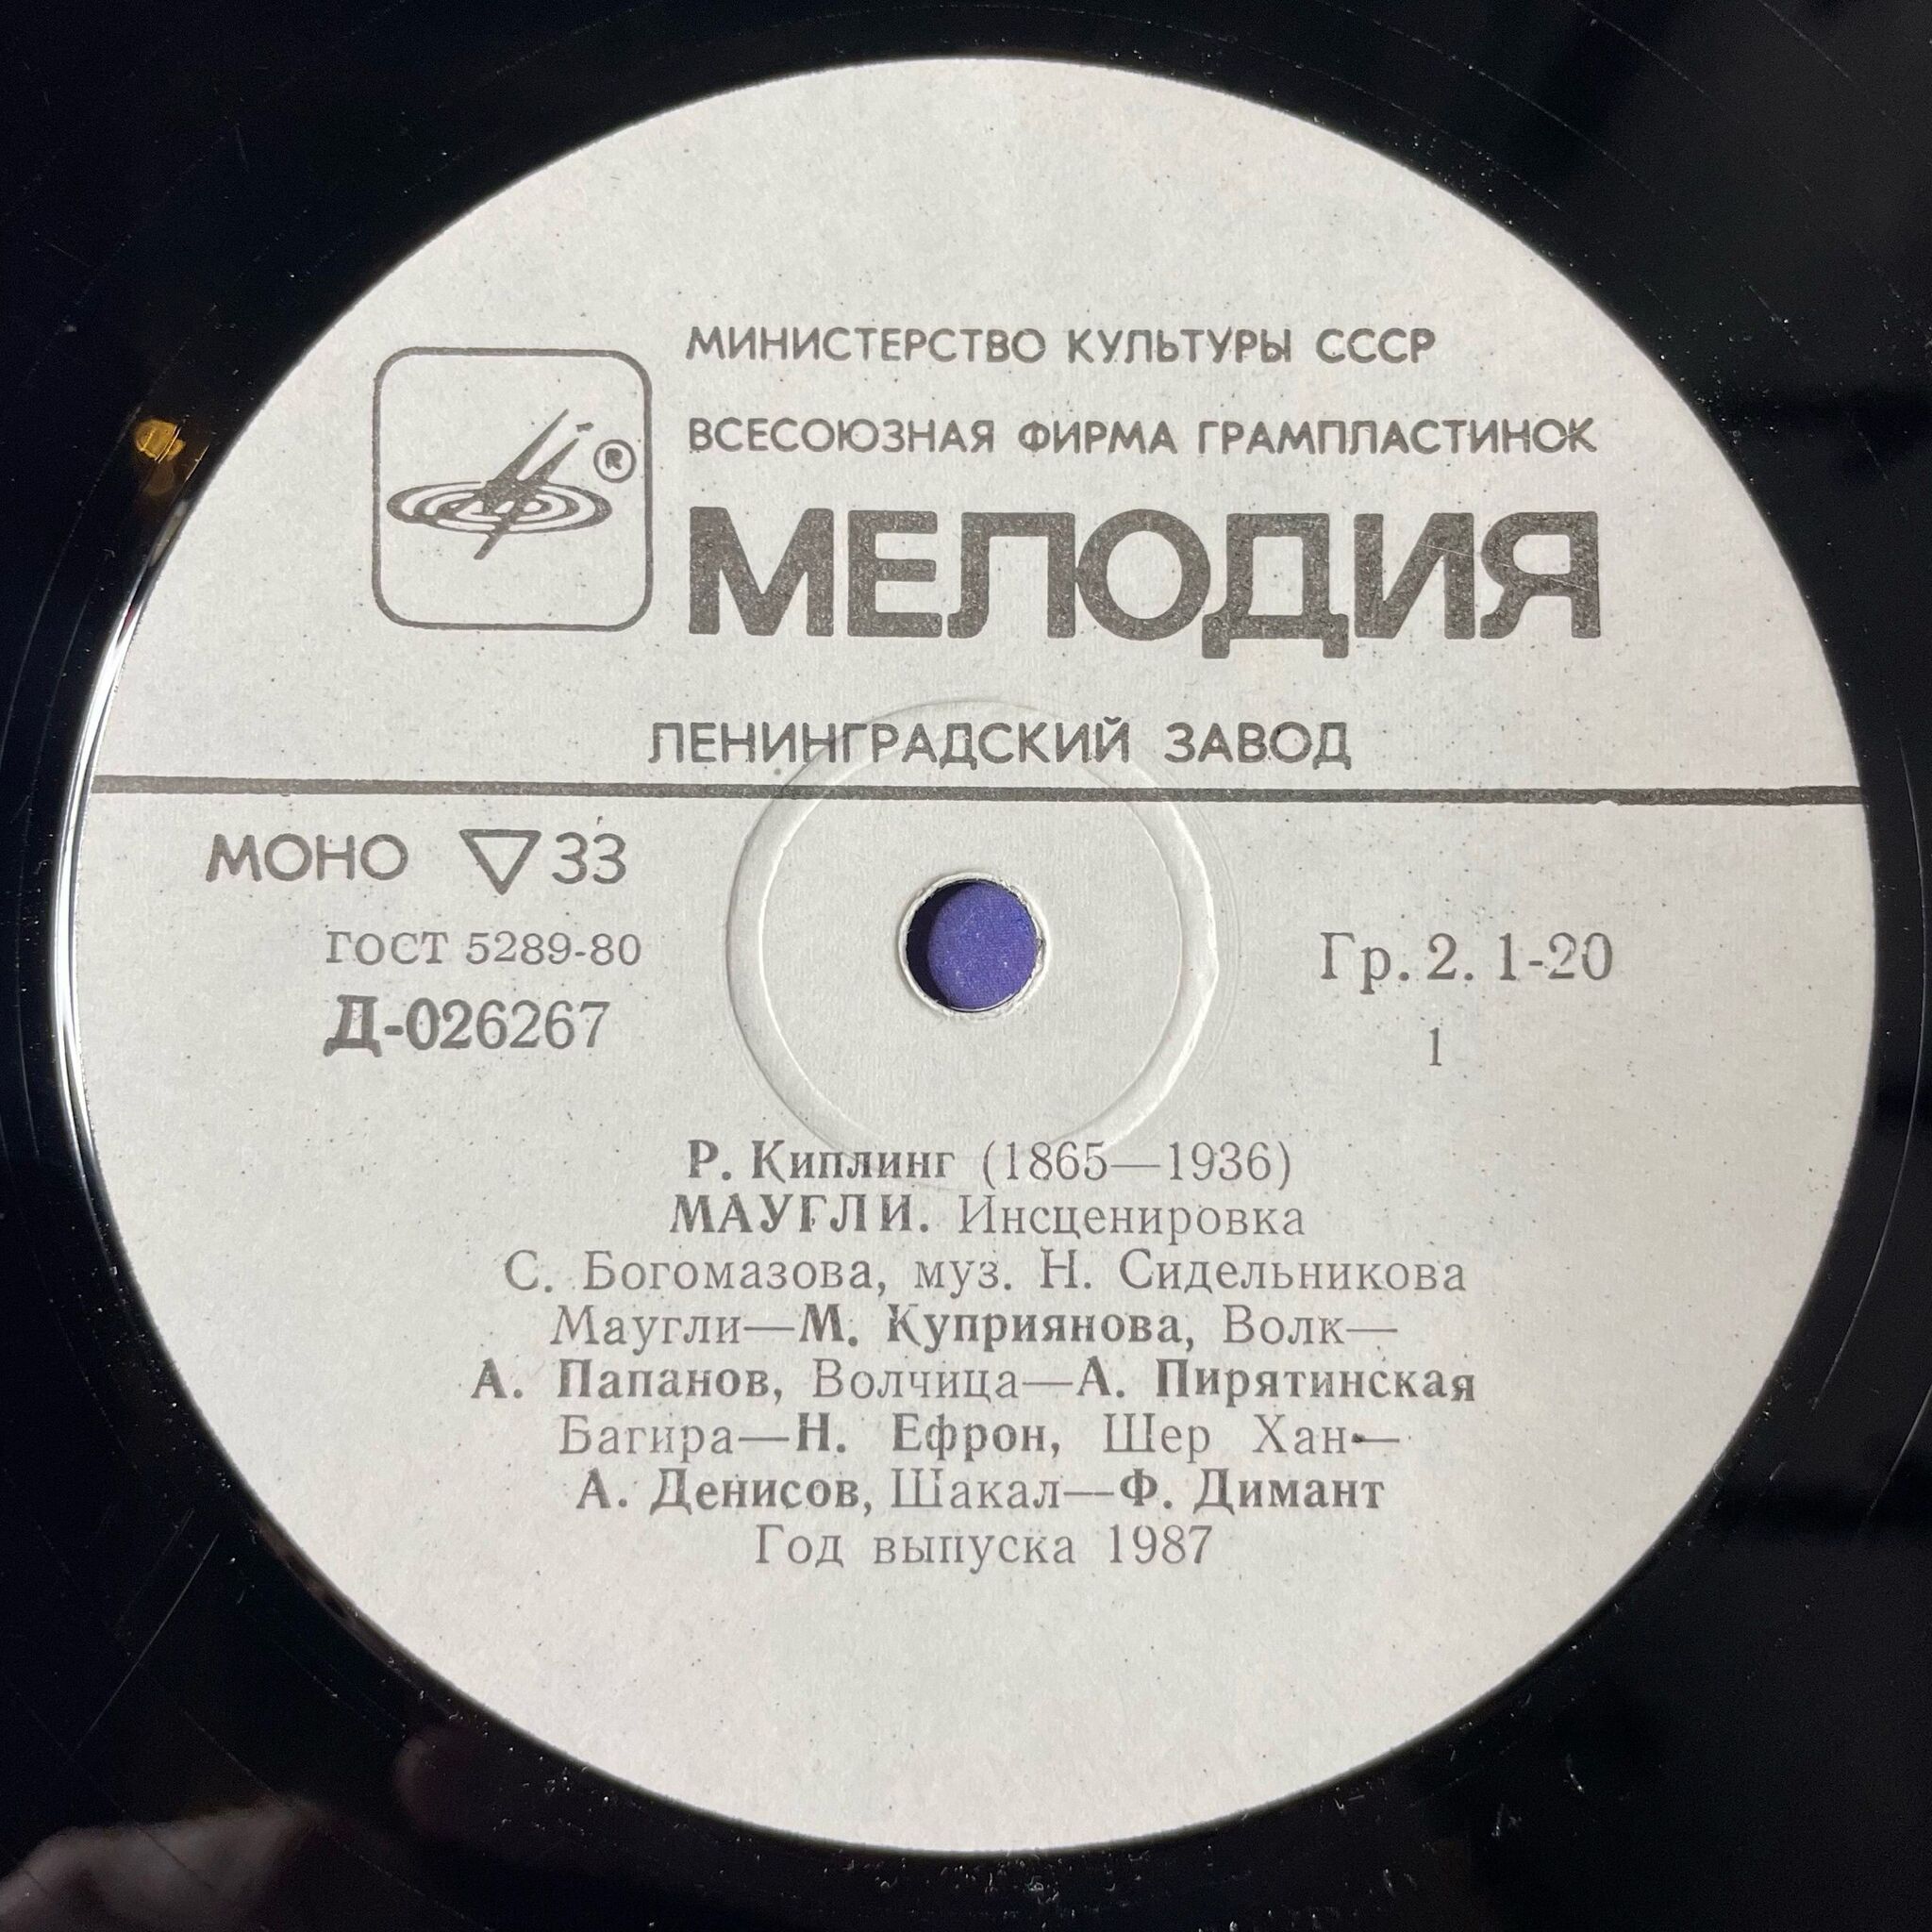 МИНИСТЕРСТВО КУЛЬТУРЫ СССР
ВСЕСОЮЗНАЯ ФИРМА ГРАМПЛАСТИНОК
®
МЕЛОДИЯ
ЛЕНИНГРАДСКИЙ ЗАВОД
МОНО ▽33
ГОСТ 5289-80
Д-026267
Гр. 2. 1-20
1
Р. Киплинг (1865—1936)
МАУГЛИ. Инсценировка
С. Богомазова, муз. Н. Сидельникова
Маугли—М. Куприянова, Волк—
А. Папанов, Волчица—А. Пирятинская
Багира—Н. Ефрон, Шер Хан—
А. Денисов, Шакал—Ф. Димант
Год выпуска 1987